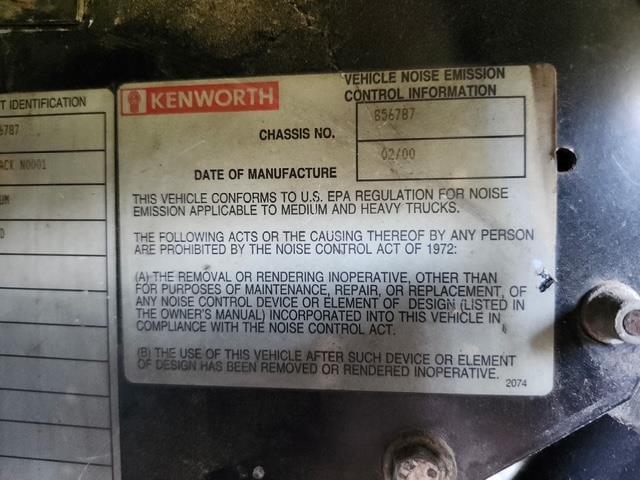 T IDENTIFICATION
6787
ACK N0001
UM
D
KENWORTH
VEHICLE NOISE EMISSION
CONTROL INFORMATION
CHASSIS NO.
856787
DATE OF MANUFACTURE
02/00
THIS VEHICLE CONFORMS TO U.S. EPA REGULATION FOR NOISE
EMISSION APPLICABLE TO MEDIUM AND HEAVY TRUCKS.
THE FOLLOWING ACTS OR THE CAUSING THEREOF BY ANY PERSON
ARE PROHIBITED BY THE NOISE CONTROL ACT OF 1972:
(A) THE REMOVAL OR RENDERING INOPERATIVE, OTHER THAN
FOR PURPOSES OF MAINTENANCE, REPAIR, OR REPLACEMENT, OF
ANY NOISE CONTROL DEVICE OR ELEMENT OF DESIGN (LISTED IN
THE OWNER'S MANUAL) INCORPORATED INTO THIS VEHICLE IN
COMPLIANCE WITH THE NOISE CONTROL ACT.
(B) THE USE OF THIS VEHICLE AFTER SUCH DEVICE OR ELEMENT
OF DESIGN HAS BEEN REMOVED OR RENDERED INOPERATIVE.
2074